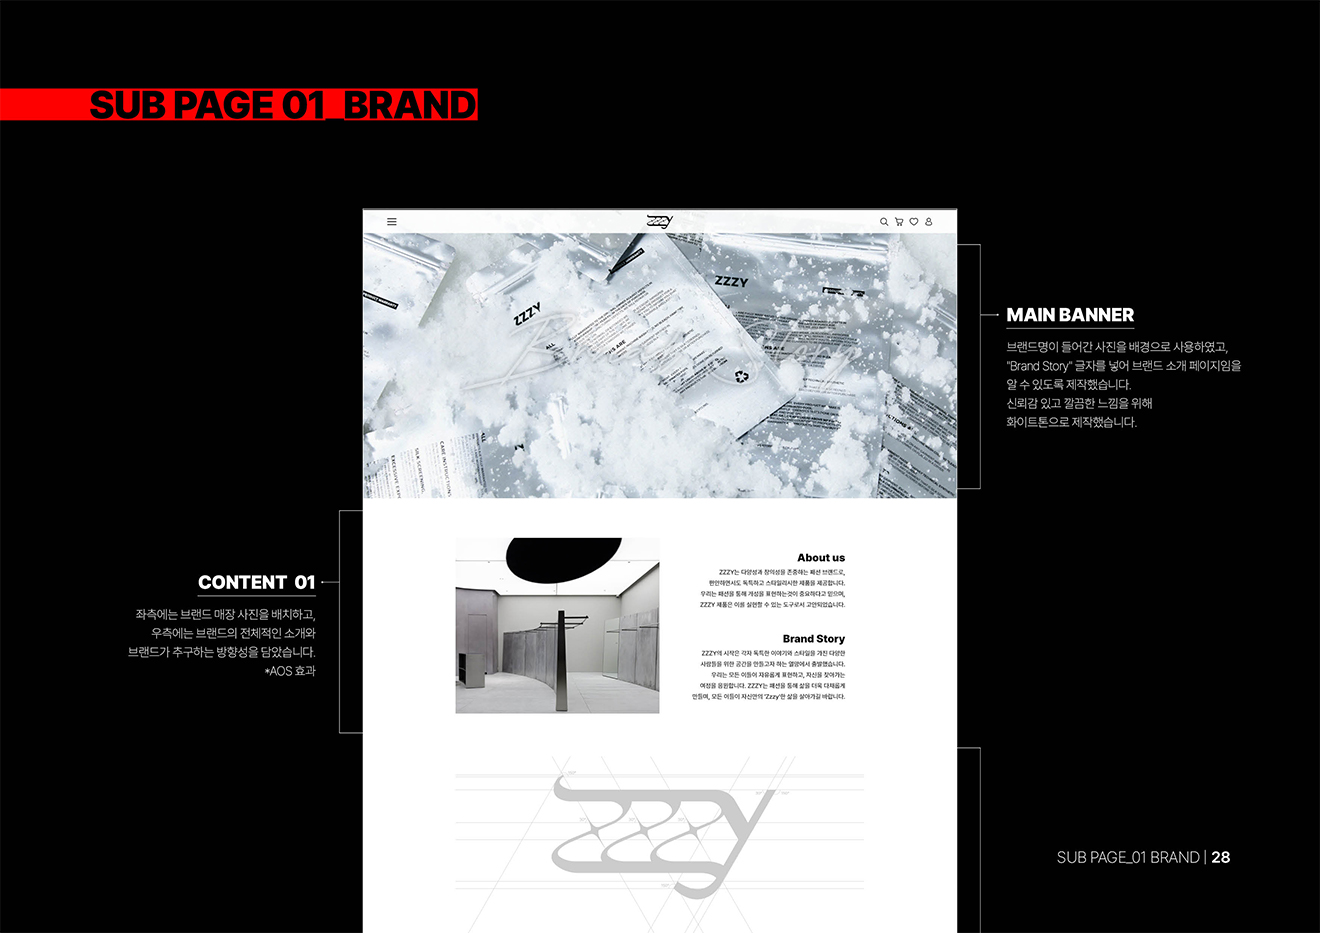 SUB PAGE 01_BRAND
zzzy
ZZZY
ZZZY
ALL
THIS ARE
Brand Story
ALL
CARE INSTRUCTIONS
SILK SCREENING,
MAIN BANNER
브랜드명이 들어간 사진을 배경으로 사용하였고,
"Brand Story" 글자를 넣어 브랜드 소개 페이지임을
알 수 있도록 제작했습니다.
신뢰감 있고 깔끔한 느낌을 위해
화이트톤으로 제작했습니다.
CONTENT 01
좌측에는 브랜드 매장 사진을 배치하고,
우측에는 브랜드의 전체적인 소개와
브랜드가 추구하는 방향성을 담았습니다.
*AOS 효과
About us
ZZZY는 다양성과 창의성을 존중하는 패션 브랜드로,
편안하면서도 독특하고 스타일리시한 제품을 제공합니다.
우리는 패션을 통해 개성을 표현하는것이 중요하다고 믿으며,
ZZZY 제품은 이를 실현할 수 있는 도구로서 고안되었습니다.
Brand Story
ZZZY의 시작은 각자 독특한 이야기와 스타일을 가진 다양한
사람들을 위한 공간을 만들고자 하는 열망에서 출발했습니다.
우리는 모든 이들이 자유롭게 표현하고, 자신을 찾아가는
여정을 응원합니다. ZZZY는 패션을 통해 삶을 더욱 다채롭게
만들며, 모든 이들이 자신만의 'Zzzy'한 삶을 살아가길 바랍니다.
zzzy
SUB PAGE_01 BRAND | 28